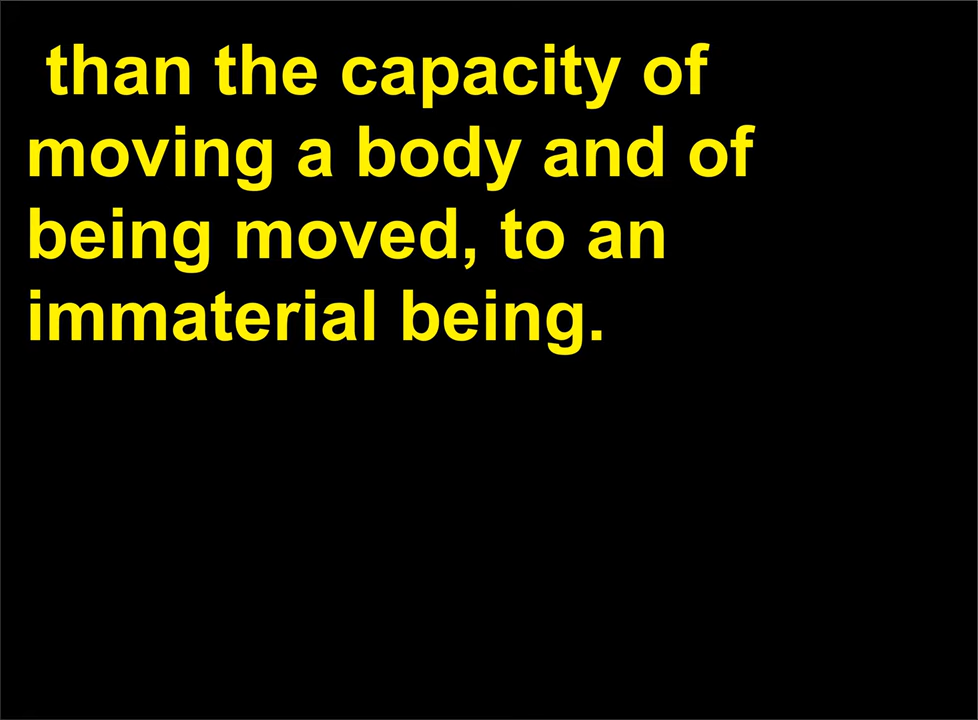 than the capacity of
moving a body and of
being moved, to an
immaterial being.